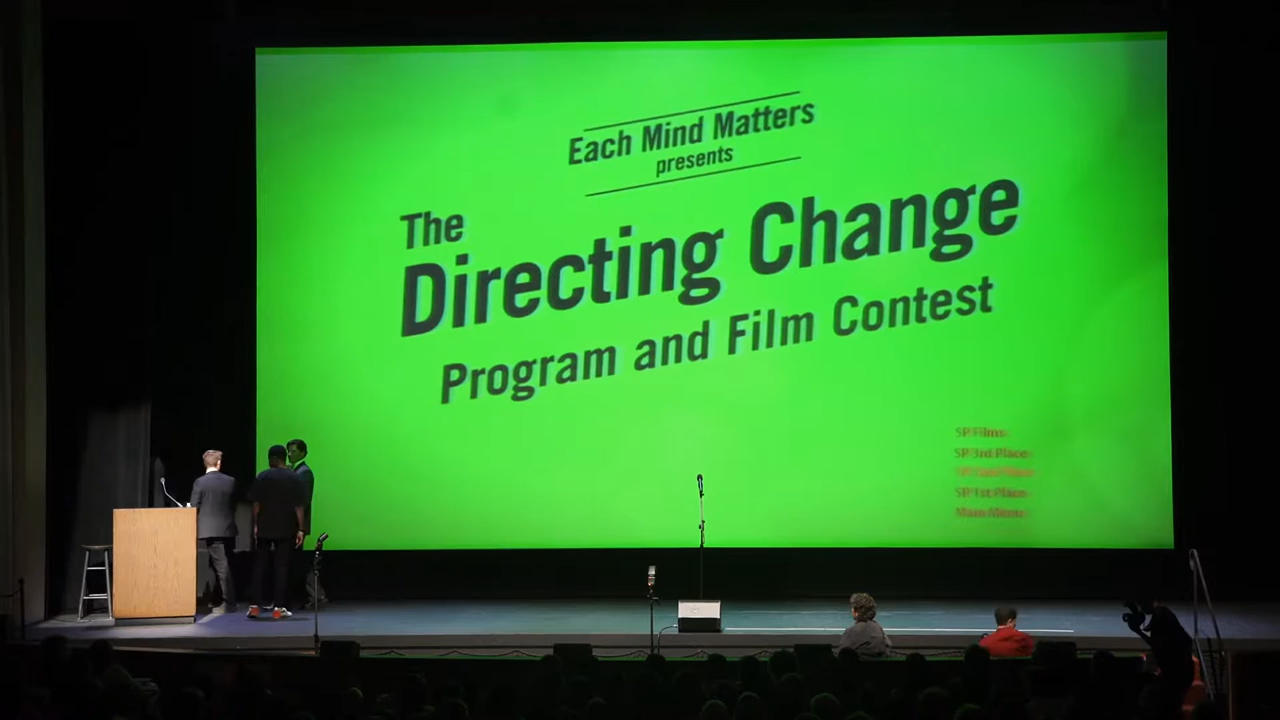 Each Mind Matters
presents
The
Directing Change
Program and Film Contest
SP Films
SP 3rd Place
SP 1st Place
Main Menu